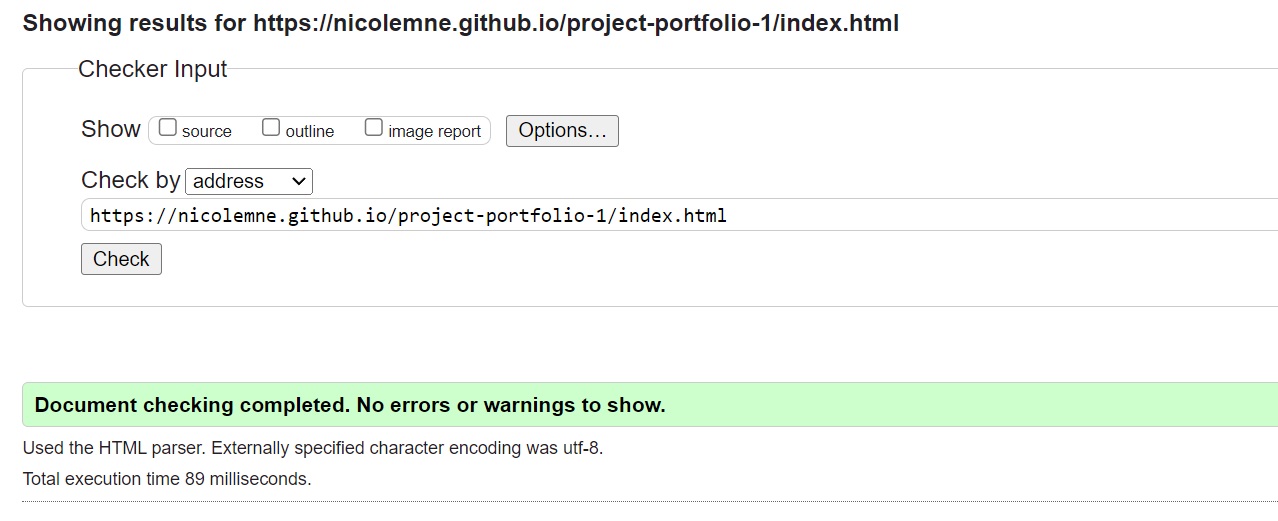 Showing results for https://nicolemne.github.io/project-portfolio-1/index.html
Checker Input
Show source outline image report Options...
Check by address
https://nicolemne.github.io/project-portfolio-1/index.html
Check
Document checking completed. No errors or warnings to show.
Used the HTML parser. Externally specified character encoding was utf-8.
Total execution time 89 milliseconds.